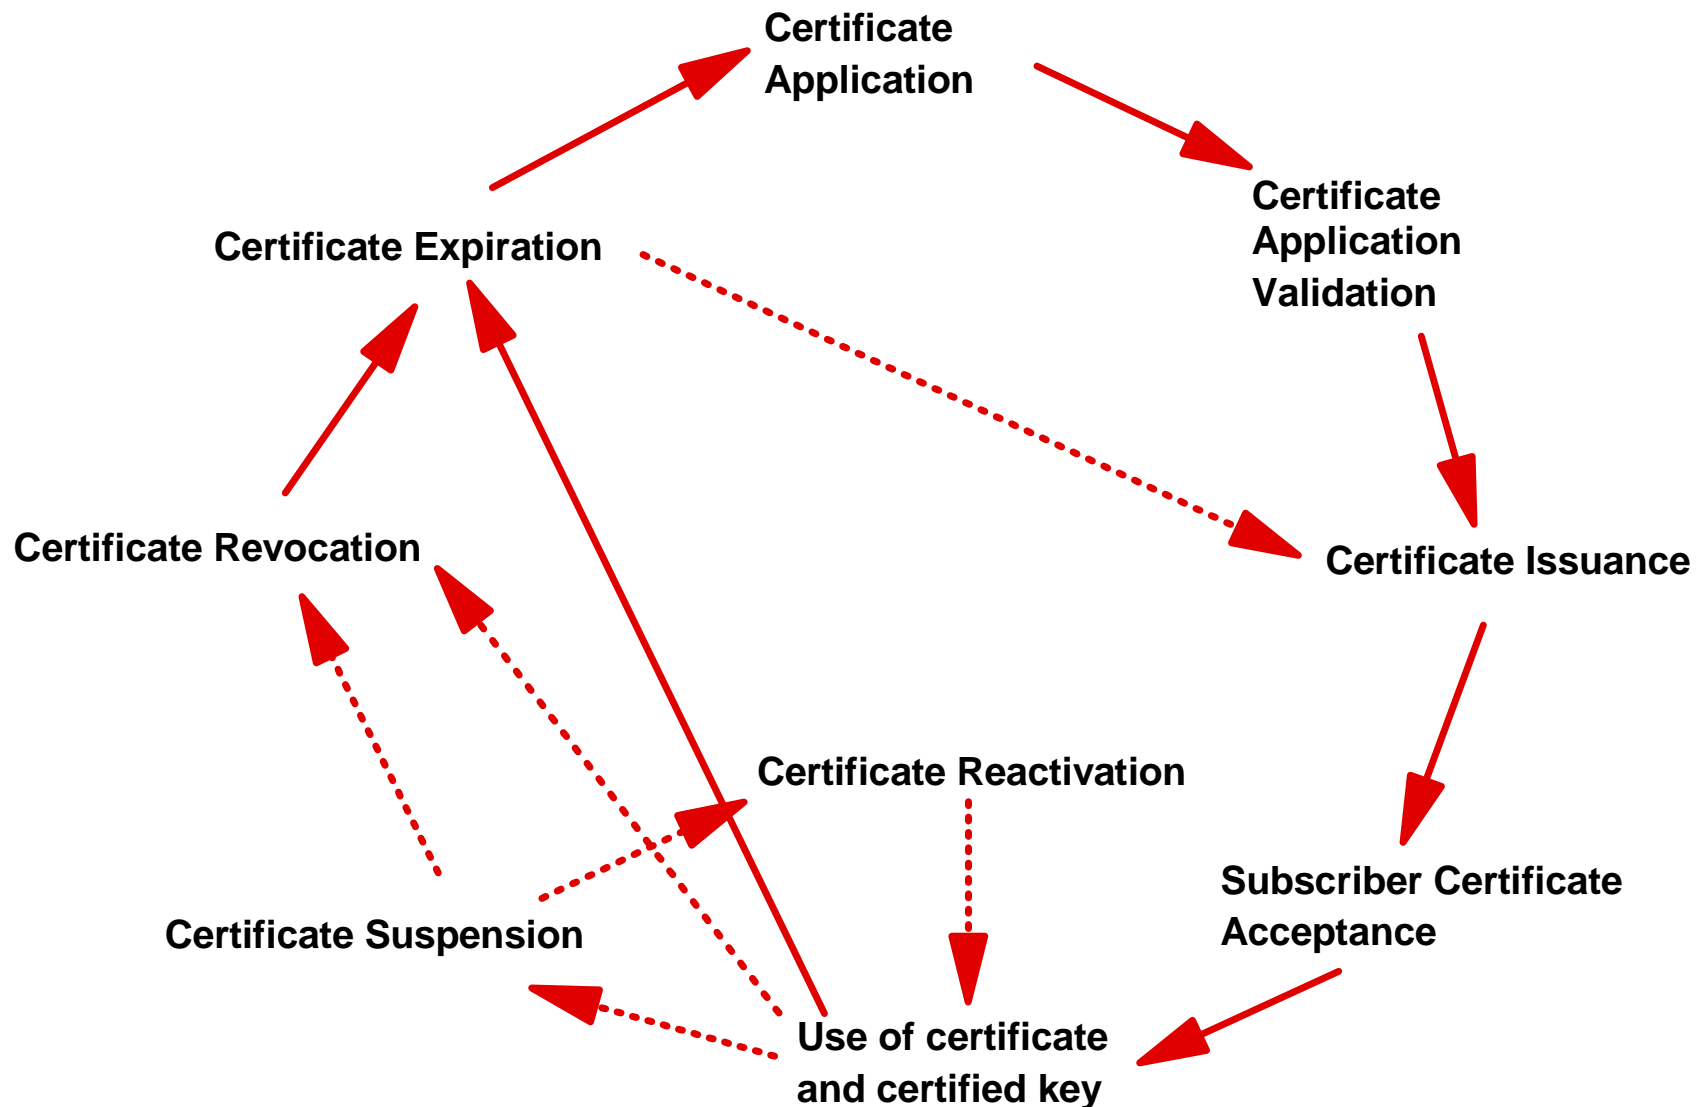 Certificate
Application
Certificate Expiration
Certificate
Application
Validation
Certificate Revocation
Certificate Issuance
Certificate Reactivation
Subscriber Certificate
Acceptance
Certificate Suspension
Use of certificate
and certified key